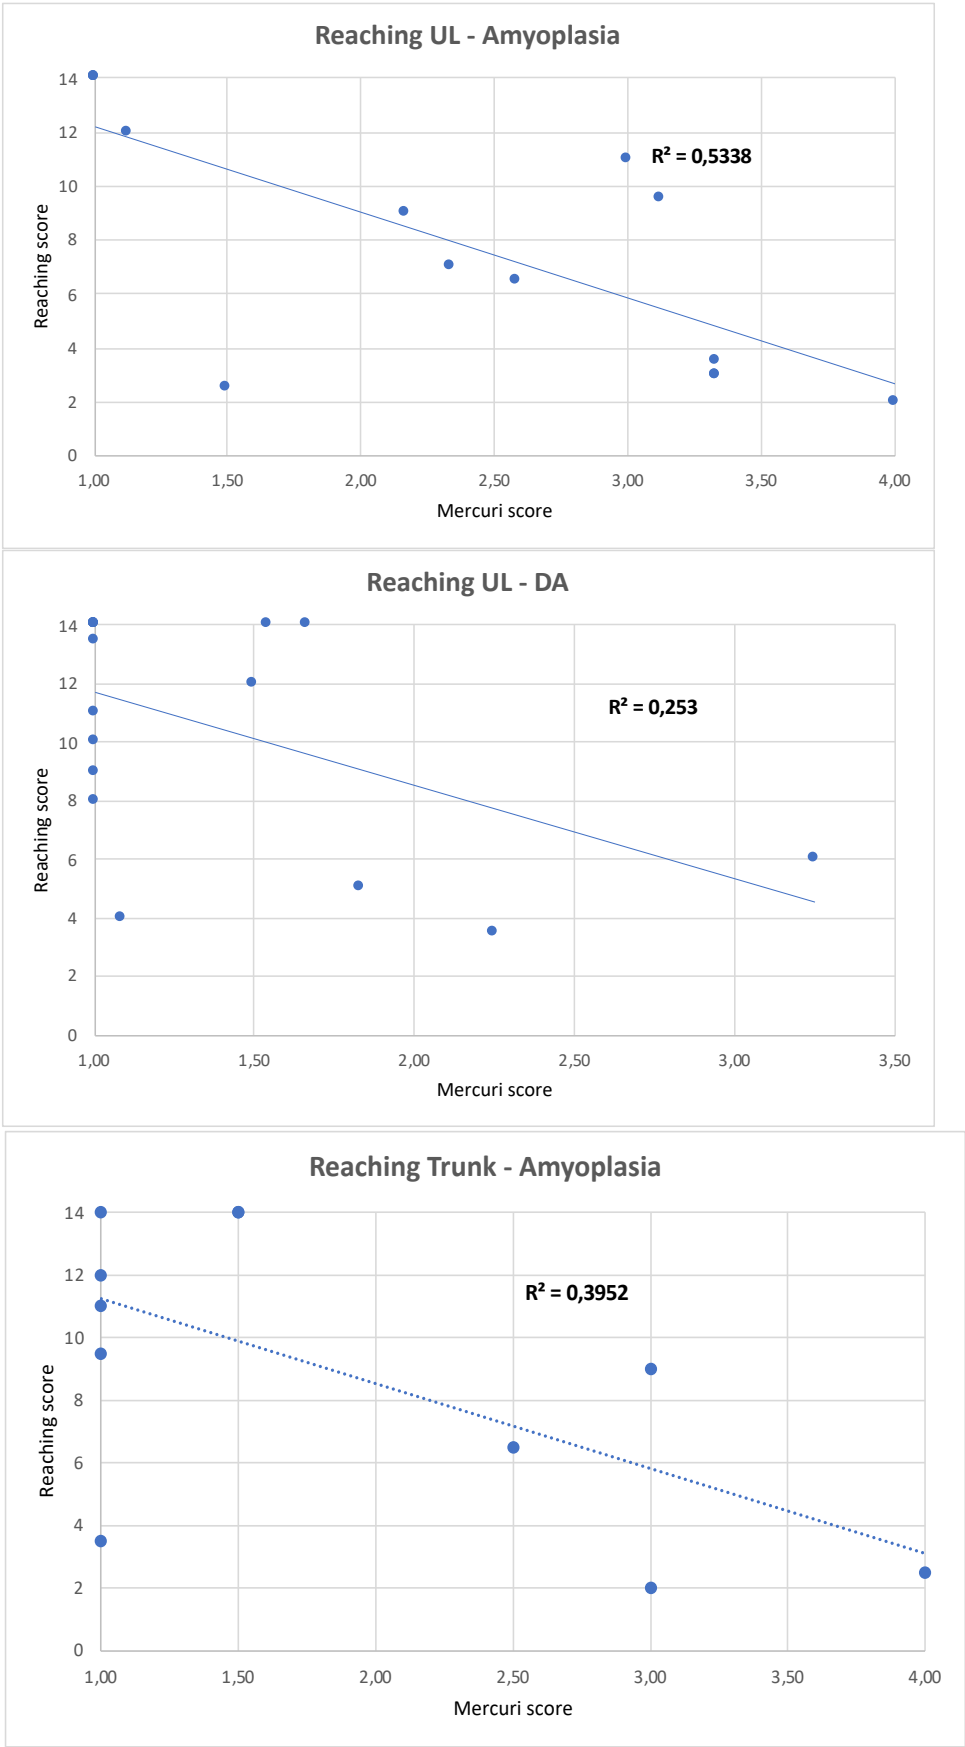 Reaching UL - Amyoplasia
14
12
R² = 0,5338
10
8
6
4
2
0
Reaching score
1,00 1,50 2,00 2,50 3,00 3,50 4,00
Mercuri score
Reaching UL - DA
14
12
R² = 0,253
10
8
6
4
2
0
Reaching score
1,00 1,50 2,00 2,50 3,00 3,50
Mercuri score
Reaching Trunk - Amyoplasia
14
12
R² = 0,3952
10
8
6
4
2
0
Reaching score
1,00 1,50 2,00 2,50 3,00 3,50 4,00
Mercuri score